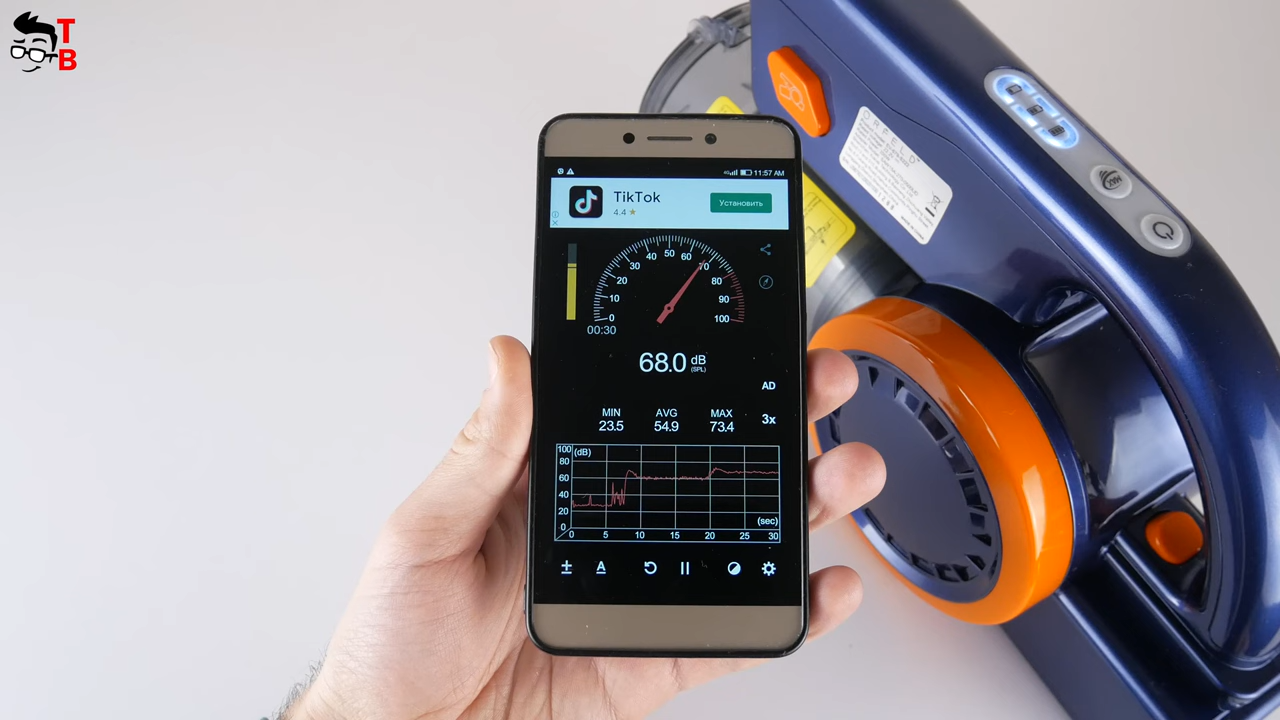 T
B
11:57 AM
TikTok
4.4 ★
Установить
0 10 20 30 40 50 60 70 80 90 100
00:30
68.0 dB
(SPL)
AD
MIN AVG MAX
23.5 54.9 73.4
3x
100 (dB)
80
60
40
20
0
(sec)
0 5 10 15 20 25 30
± A
ORFELD
MAX